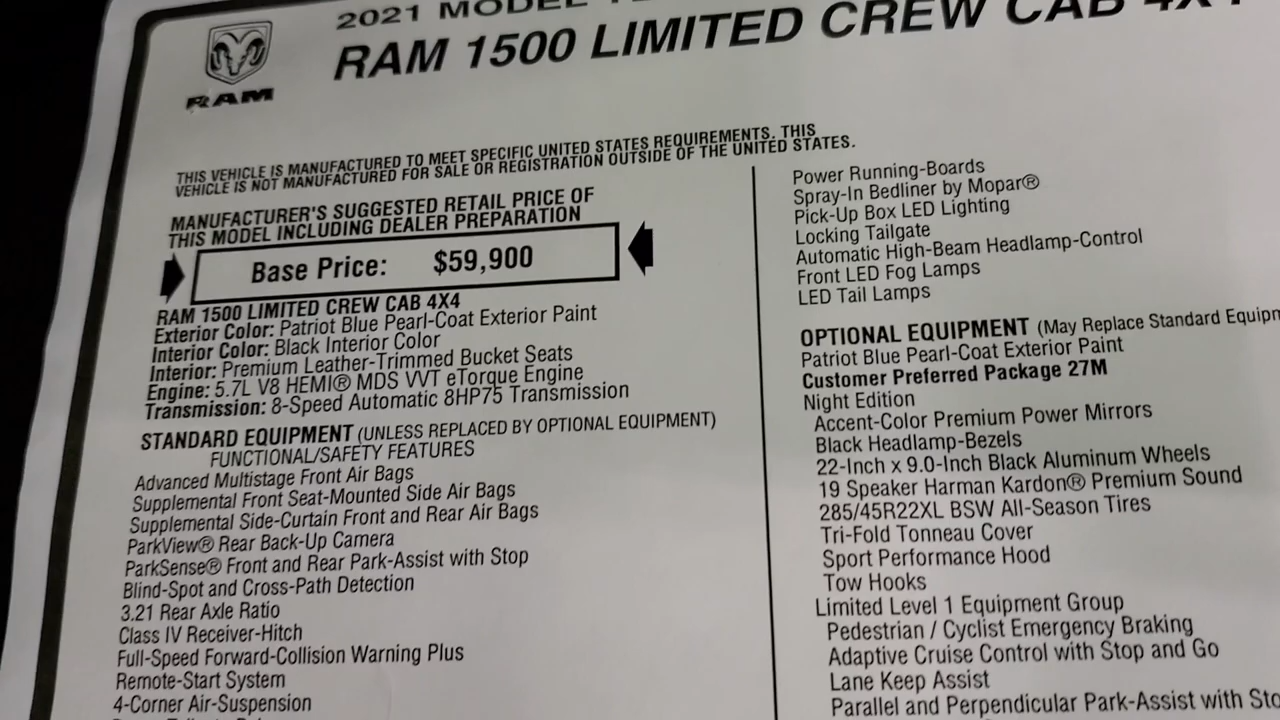 2021 MODEL
RAM 1500 LIMITED CREW CAB 4X4
RAM
THIS VEHICLE IS MANUFACTURED TO MEET SPECIFIC UNITED STATES REQUIREMENTS. THIS
VEHICLE IS NOT MANUFACTURED FOR SALE OR REGISTRATION OUTSIDE OF THE UNITED STATES.
MANUFACTURER'S SUGGESTED RETAIL PRICE OF
THIS MODEL INCLUDING DEALER PREPARATION
Base Price: $59,900
RAM 1500 LIMITED CREW CAB 4X4
Exterior Color: Patriot Blue Pearl-Coat Exterior Paint
Interior Color: Black Interior Color
Interior: Premium Leather-Trimmed Bucket Seats
Engine: 5.7L V8 HEMI® MDS VVT eTorque Engine
Transmission: 8-Speed Automatic 8HP75 Transmission
STANDARD EQUIPMENT (UNLESS REPLACED BY OPTIONAL EQUIPMENT)
FUNCTIONAL/SAFETY FEATURES
Advanced Multistage Front Air Bags
Supplemental Front Seat-Mounted Side Air Bags
Supplemental Side-Curtain Front and Rear Air Bags
ParkView® Rear Back-Up Camera
ParkSense® Front and Rear Park-Assist with Stop
Blind-Spot and Cross-Path Detection
3.21 Rear Axle Ratio
Class IV Receiver-Hitch
Full-Speed Forward-Collision Warning Plus
Remote-Start System
4-Corner Air-Suspension
Power Running-Boards
Spray-In Bedliner by Mopar®
Pick-Up Box LED Lighting
Locking Tailgate
Automatic High-Beam Headlamp-Control
Front LED Fog Lamps
LED Tail Lamps
OPTIONAL EQUIPMENT (May Replace Standard Equipm
Patriot Blue Pearl-Coat Exterior Paint
Customer Preferred Package 27M
Night Edition
Accent-Color Premium Power Mirrors
Black Headlamp-Bezels
22-Inch x 9.0-Inch Black Aluminum Wheels
19 Speaker Harman Kardon® Premium Sound
285/45R22XL BSW All-Season Tires
Tri-Fold Tonneau Cover
Sport Performance Hood
Tow Hooks
Limited Level 1 Equipment Group
Pedestrian / Cyclist Emergency Braking
Adaptive Cruise Control with Stop and Go
Lane Keep Assist
Parallel and Perpendicular Park-Assist with Sto